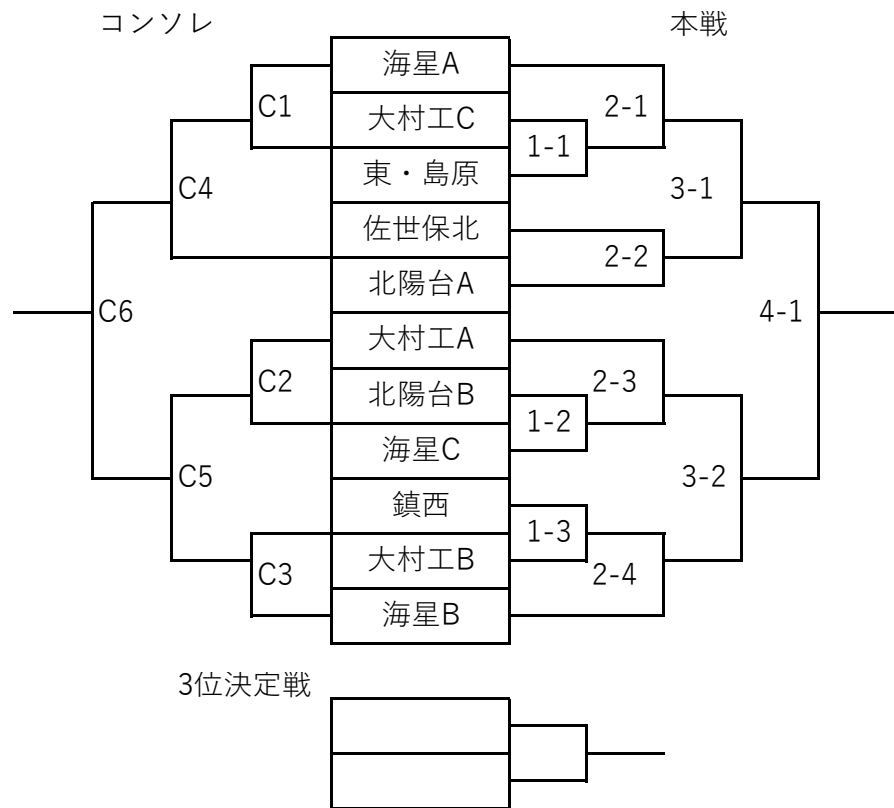 コンソレ
本戦
海星A
大村工C
東・島原
佐世保北
北陽台A
大村工A
北陽台B
海星C
鎮西
大村工B
海星B
C1
C4
C6
C2
C5
C3
2-1
1-1
3-1
2-2
4-1
2-3
1-2
3-2
1-3
2-4
3位決定戦